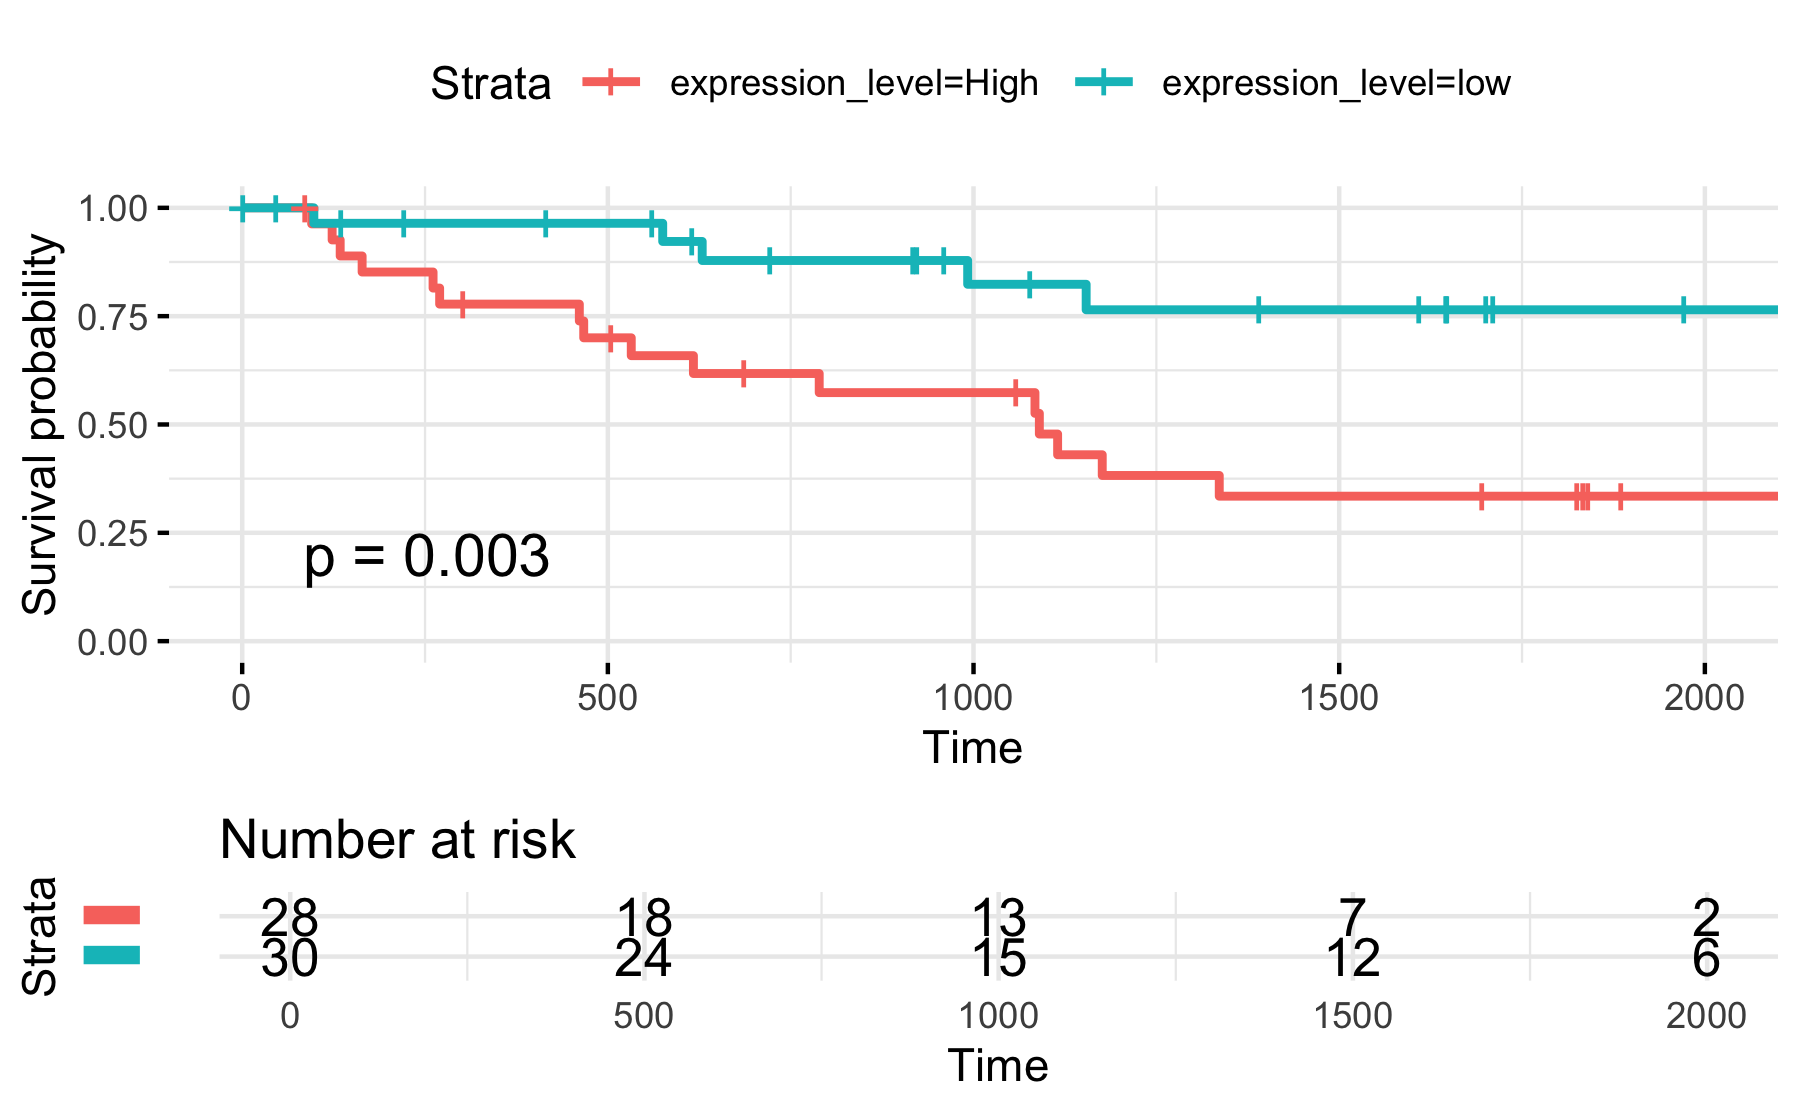 Strata expression_level=High expression_level=low
Survival probability
1.00
0.75
0.50
0.25
0.00
p = 0.003
0 500 1000 1500 2000
Time
Number at risk
Strata
28 18 13 7 2
30 24 15 12 6
0 500 1000 1500 2000
Time